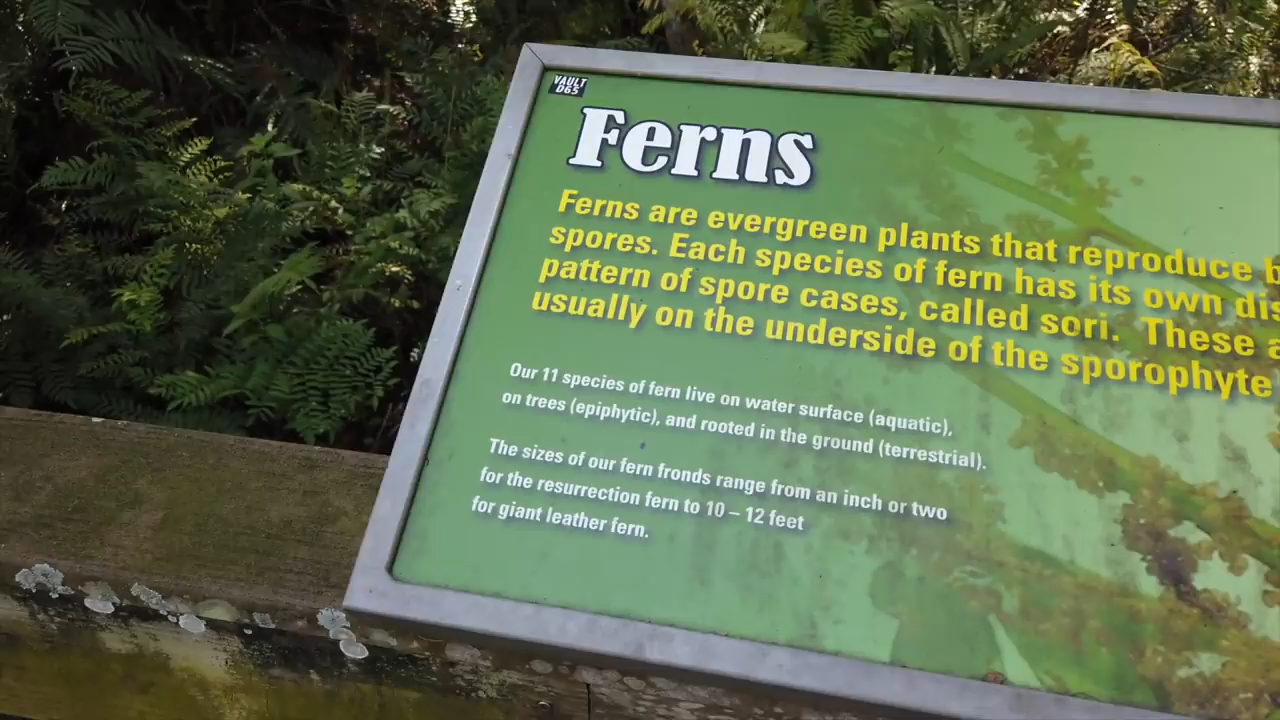 VAULT
D65
Ferns
Ferns are evergreen plants that reproduce
spores. Each species of fern has its own
pattern of spore cases, called sori. These
usually on the underside of the sporophyte
Our 11 species of fern live on water surface (aquatic),
on trees (epiphytic), and rooted in the ground (terrestrial).
The sizes of our fern fronds range from an inch or two
for the resurrection fern to 10 – 12 feet
for giant leather fern.